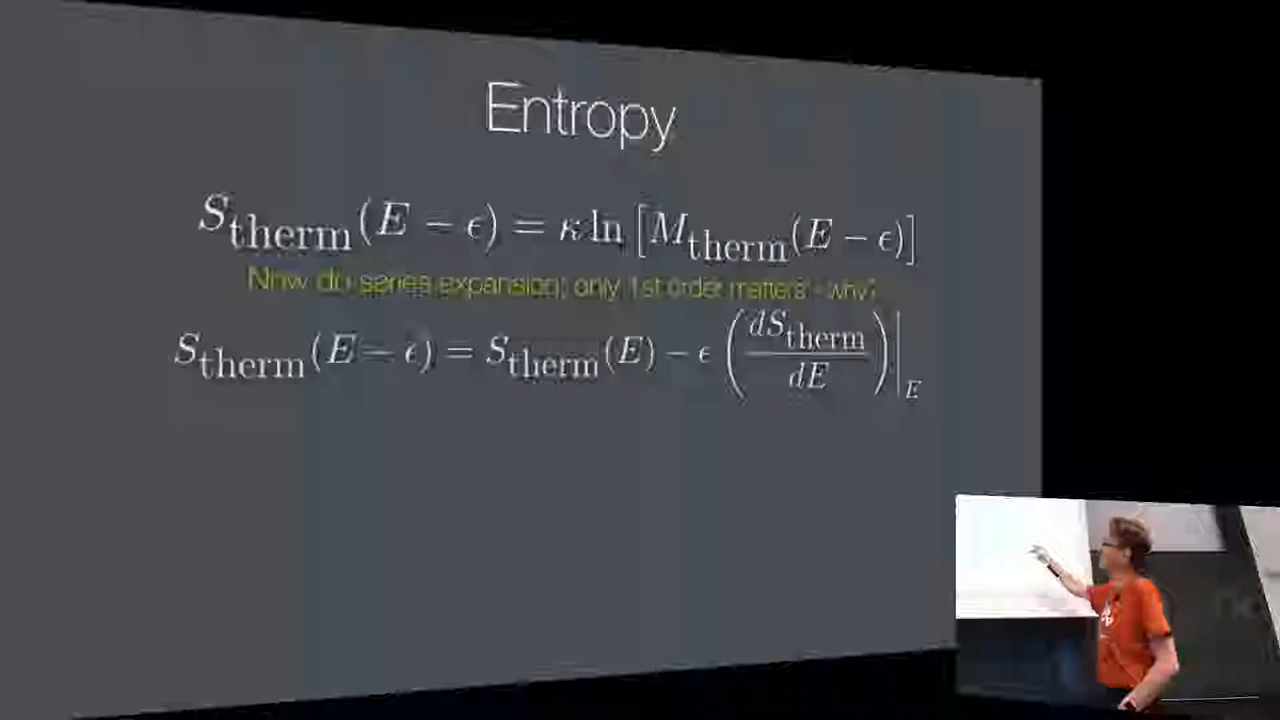 Entropy
S_therm(E − ϵ) = κ ln [M_therm(E − ϵ)]
Now do series expansion; only 1st order matters - why?
S_therm(E − ϵ) = S_therm(E) − ϵ (dS_therm/dE)|_E